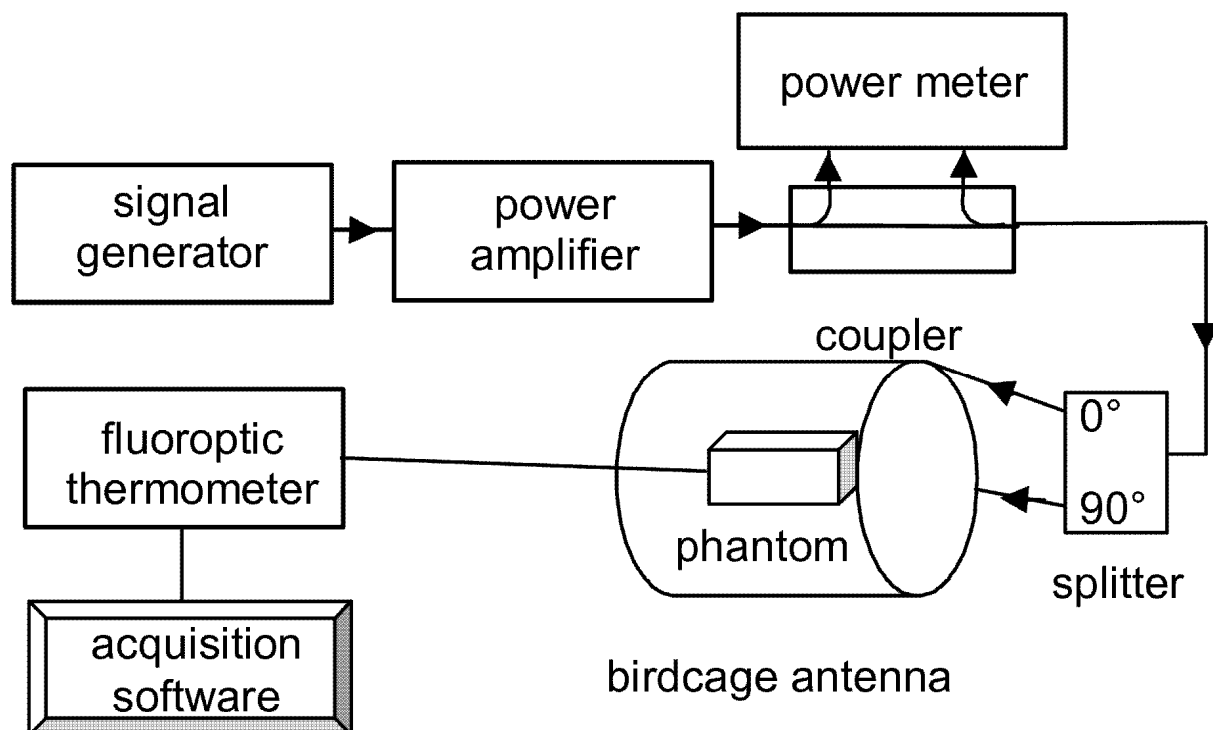 power meter
signal
generator
power
amplifier
coupler
0°
90°
splitter
fluoroptic
thermometer
phantom
acquisition
software
birdcage antenna